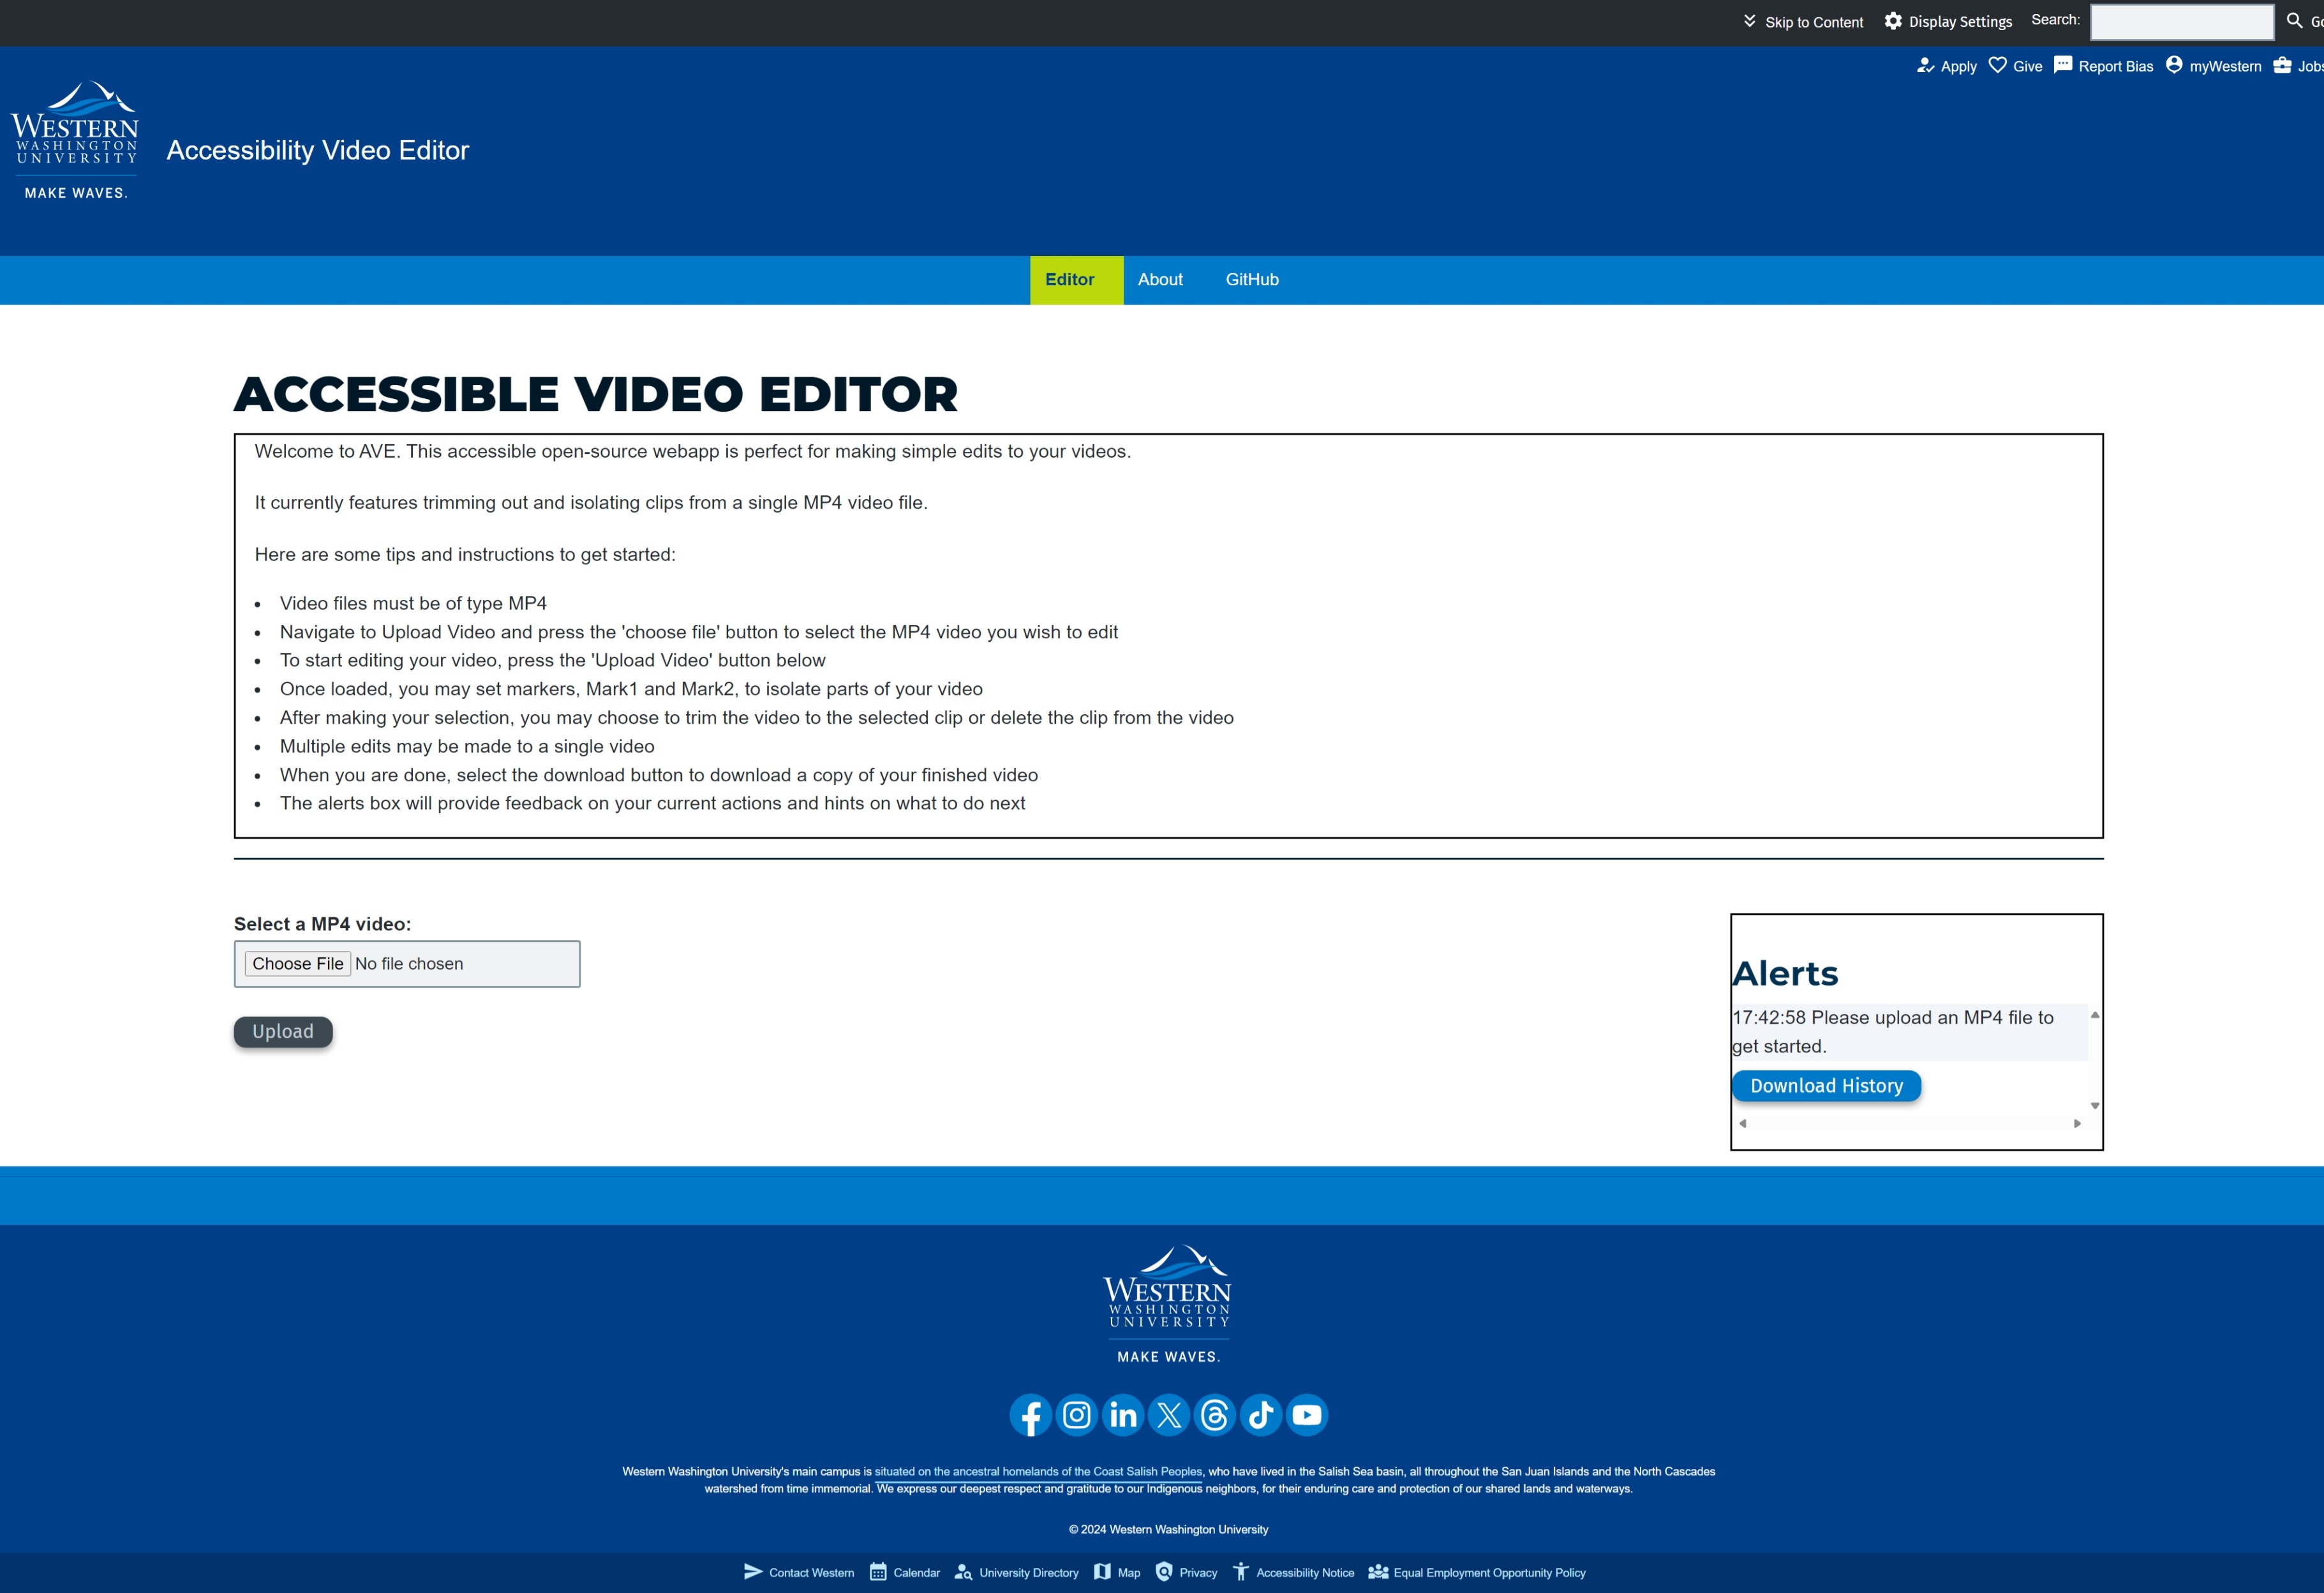 Skip to Content Display Settings Search:
Apply Give Report Bias myWestern
WESTERN
WASHINGTON
UNIVERSITY
MAKE WAVES.
Accessibility Video Editor
Editor About GitHub
ACCESSIBLE VIDEO EDITOR
Welcome to AVE. This accessible open-source webapp is perfect for making simple edits to your videos.
It currently features trimming out and isolating clips from a single MP4 video file.
Here are some tips and instructions to get started:
• Video files must be of type MP4
• Navigate to Upload Video and press the 'choose file' button to select the MP4 video you wish to edit
• To start editing your video, press the 'Upload Video' button below
• Once loaded, you may set markers, Mark1 and Mark2, to isolate parts of your video
• After making your selection, you may choose to trim the video to the selected clip or delete the clip from the video
• Multiple edits may be made to a single video
• When you are done, select the download button to download a copy of your finished video
• The alerts box will provide feedback on your current actions and hints on what to do next
Select a MP4 video:
Choose File No file chosen
Upload
Alerts
17:42:58 Please upload an MP4 file to
get started.
Download History
WESTERN
WASHINGTON
UNIVERSITY
MAKE WAVES.
Western Washington University's main campus is situated on the ancestral homelands of the Coast Salish Peoples, who have lived in the Salish Sea basin, all throughout the San Juan Islands and the North Cascades
watershed from time immemorial. We express our deepest respect and gratitude to our Indigenous neighbors, for their enduring care and protection of our shared lands and waterways.
© 2024 Western Washington University
Contact Western Calendar University Directory Map Privacy Accessibility Notice Equal Employment Opportunity Policy